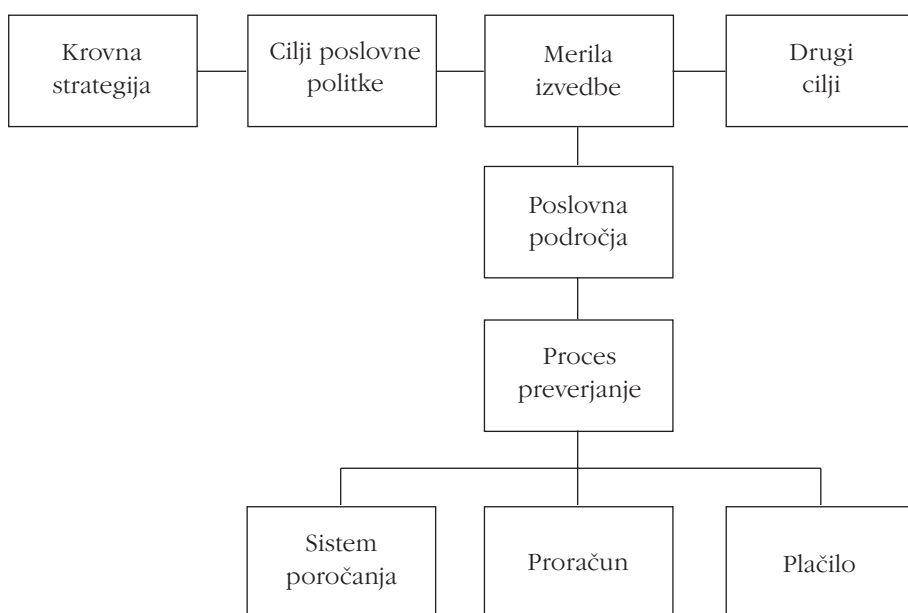 Krovna
strategija
Cilji poslovne
politke
Merila
izvedbe
Drugi
cilji
Poslovna
področja
Proces
preverjanje
Sistem
poročanja
Proračun
Plačilo